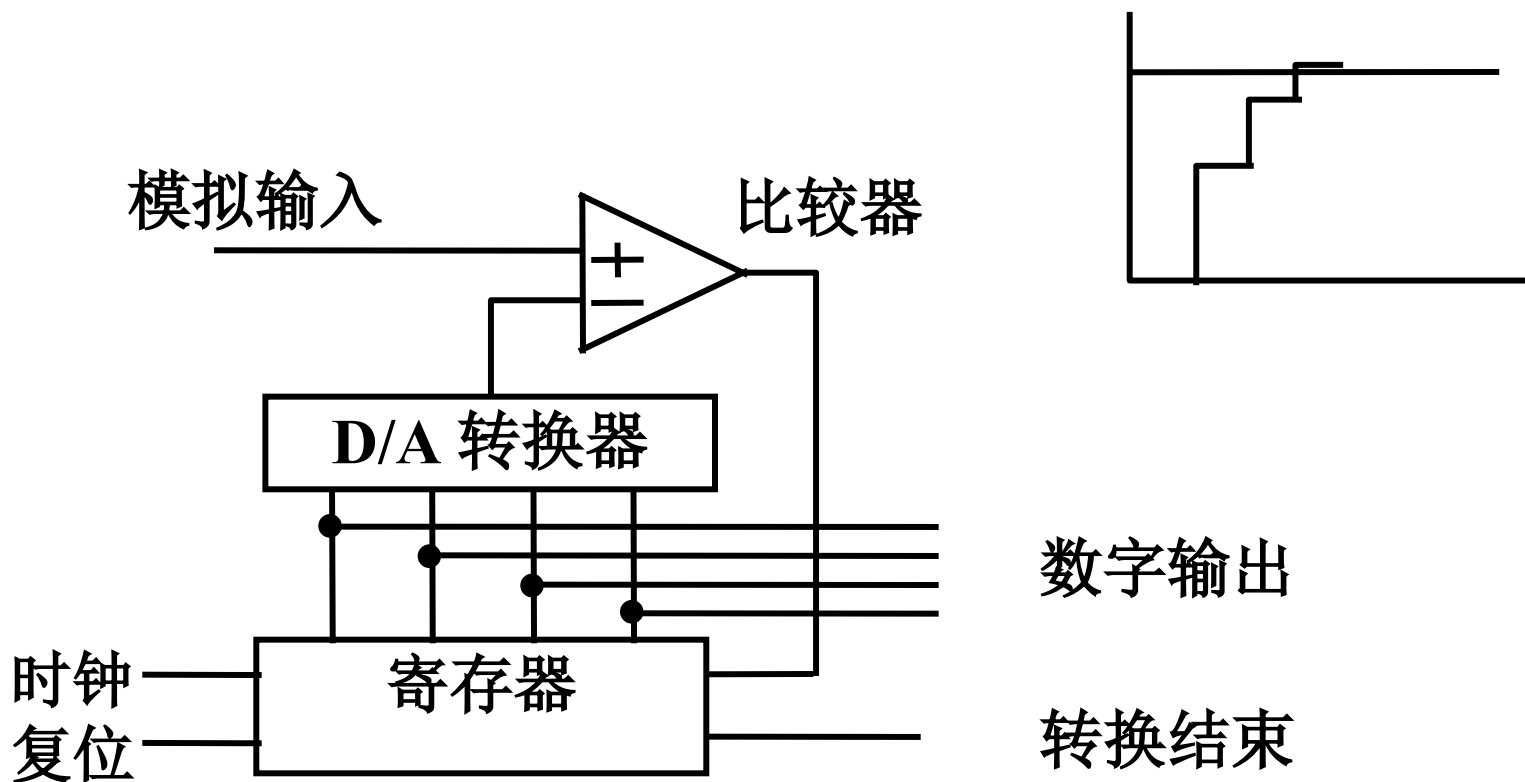 模拟输入
比较器
D/A 转换器
数字输出
时钟
寄存器
复位
转换结束